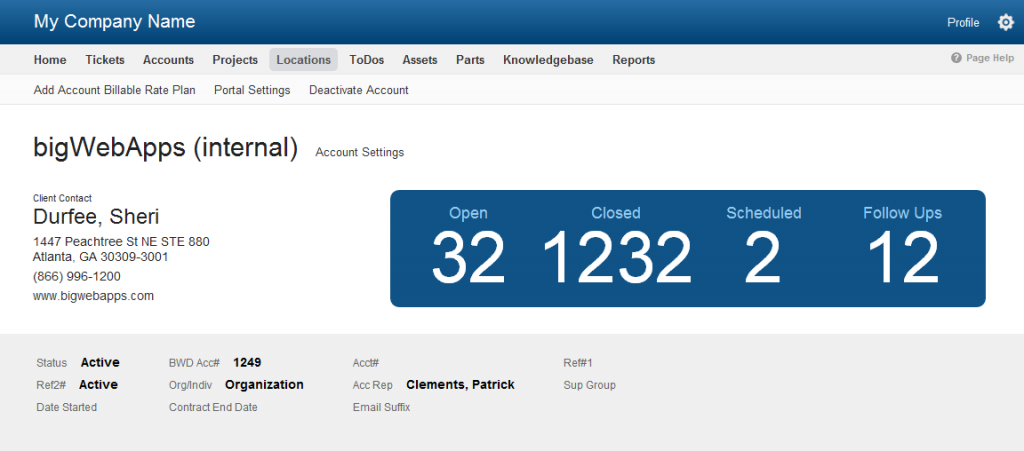 My Company Name
Profile
Home Tickets Accounts Projects Locations ToDos Assets Parts Knowledgebase Reports
Page Help
Add Account Billable Rate Plan Portal Settings Deactivate Account
bigWebApps (internal) Account Settings
Client Contact
Durfee, Sheri
1447 Peachtree St NE STE 880
Atlanta, GA 30309-3001
(866) 996-1200
www.bigwebapps.com
Open Closed Scheduled Follow Ups
32 1232 2 12
Status Active BWD Acc# 1249 Acct# Ref#1
Ref2# Active Org/Indiv Organization Acc Rep Clements, Patrick Sup Group
Date Started Contract End Date Email Suffix